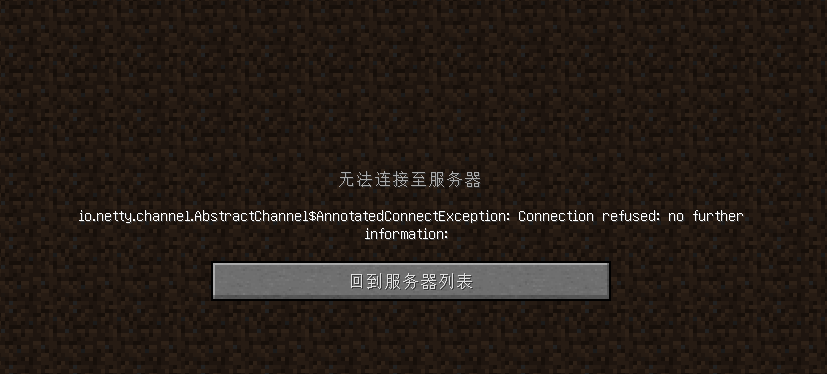 无法连接至服务器
io.netty.channel.AbstractChannel$AnnotatedConnectException: Connection refused: no further
information:
回到服务器列表